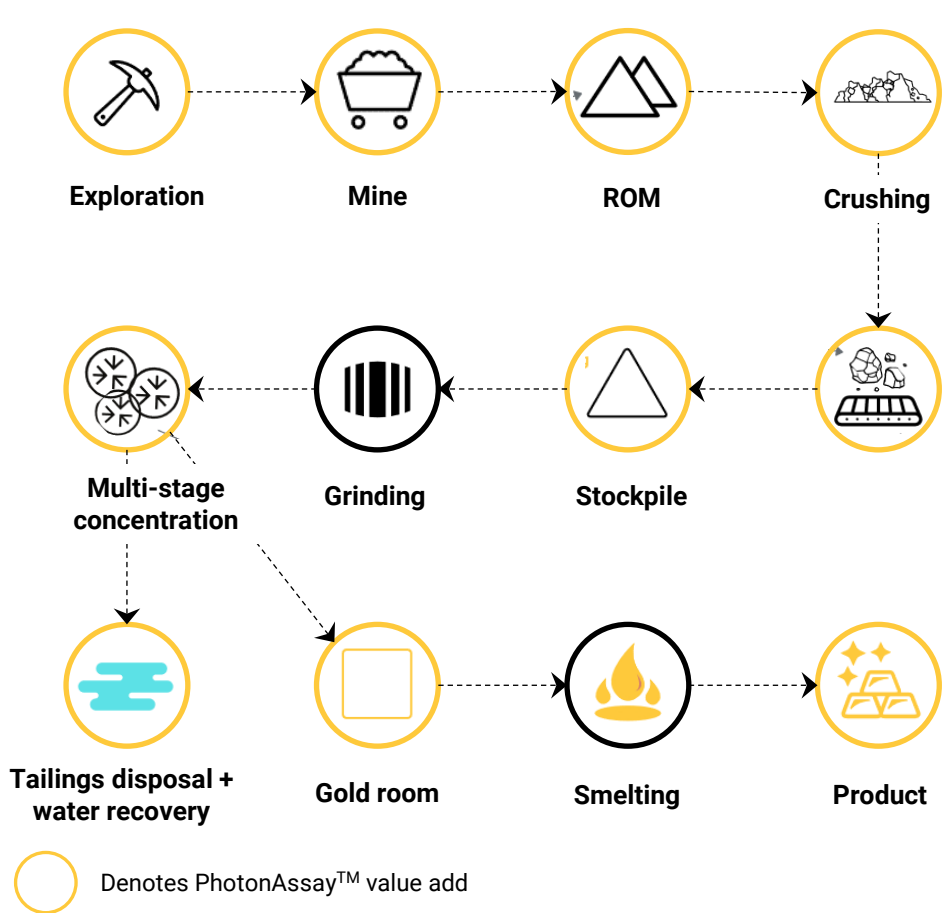 Exploration
Mine
ROM
Crushing
Multi-stage
concentration
Grinding
Stockpile
Tailings disposal +
water recovery
Gold room
Smelting
Product
Denotes PhotonAssay™ value add